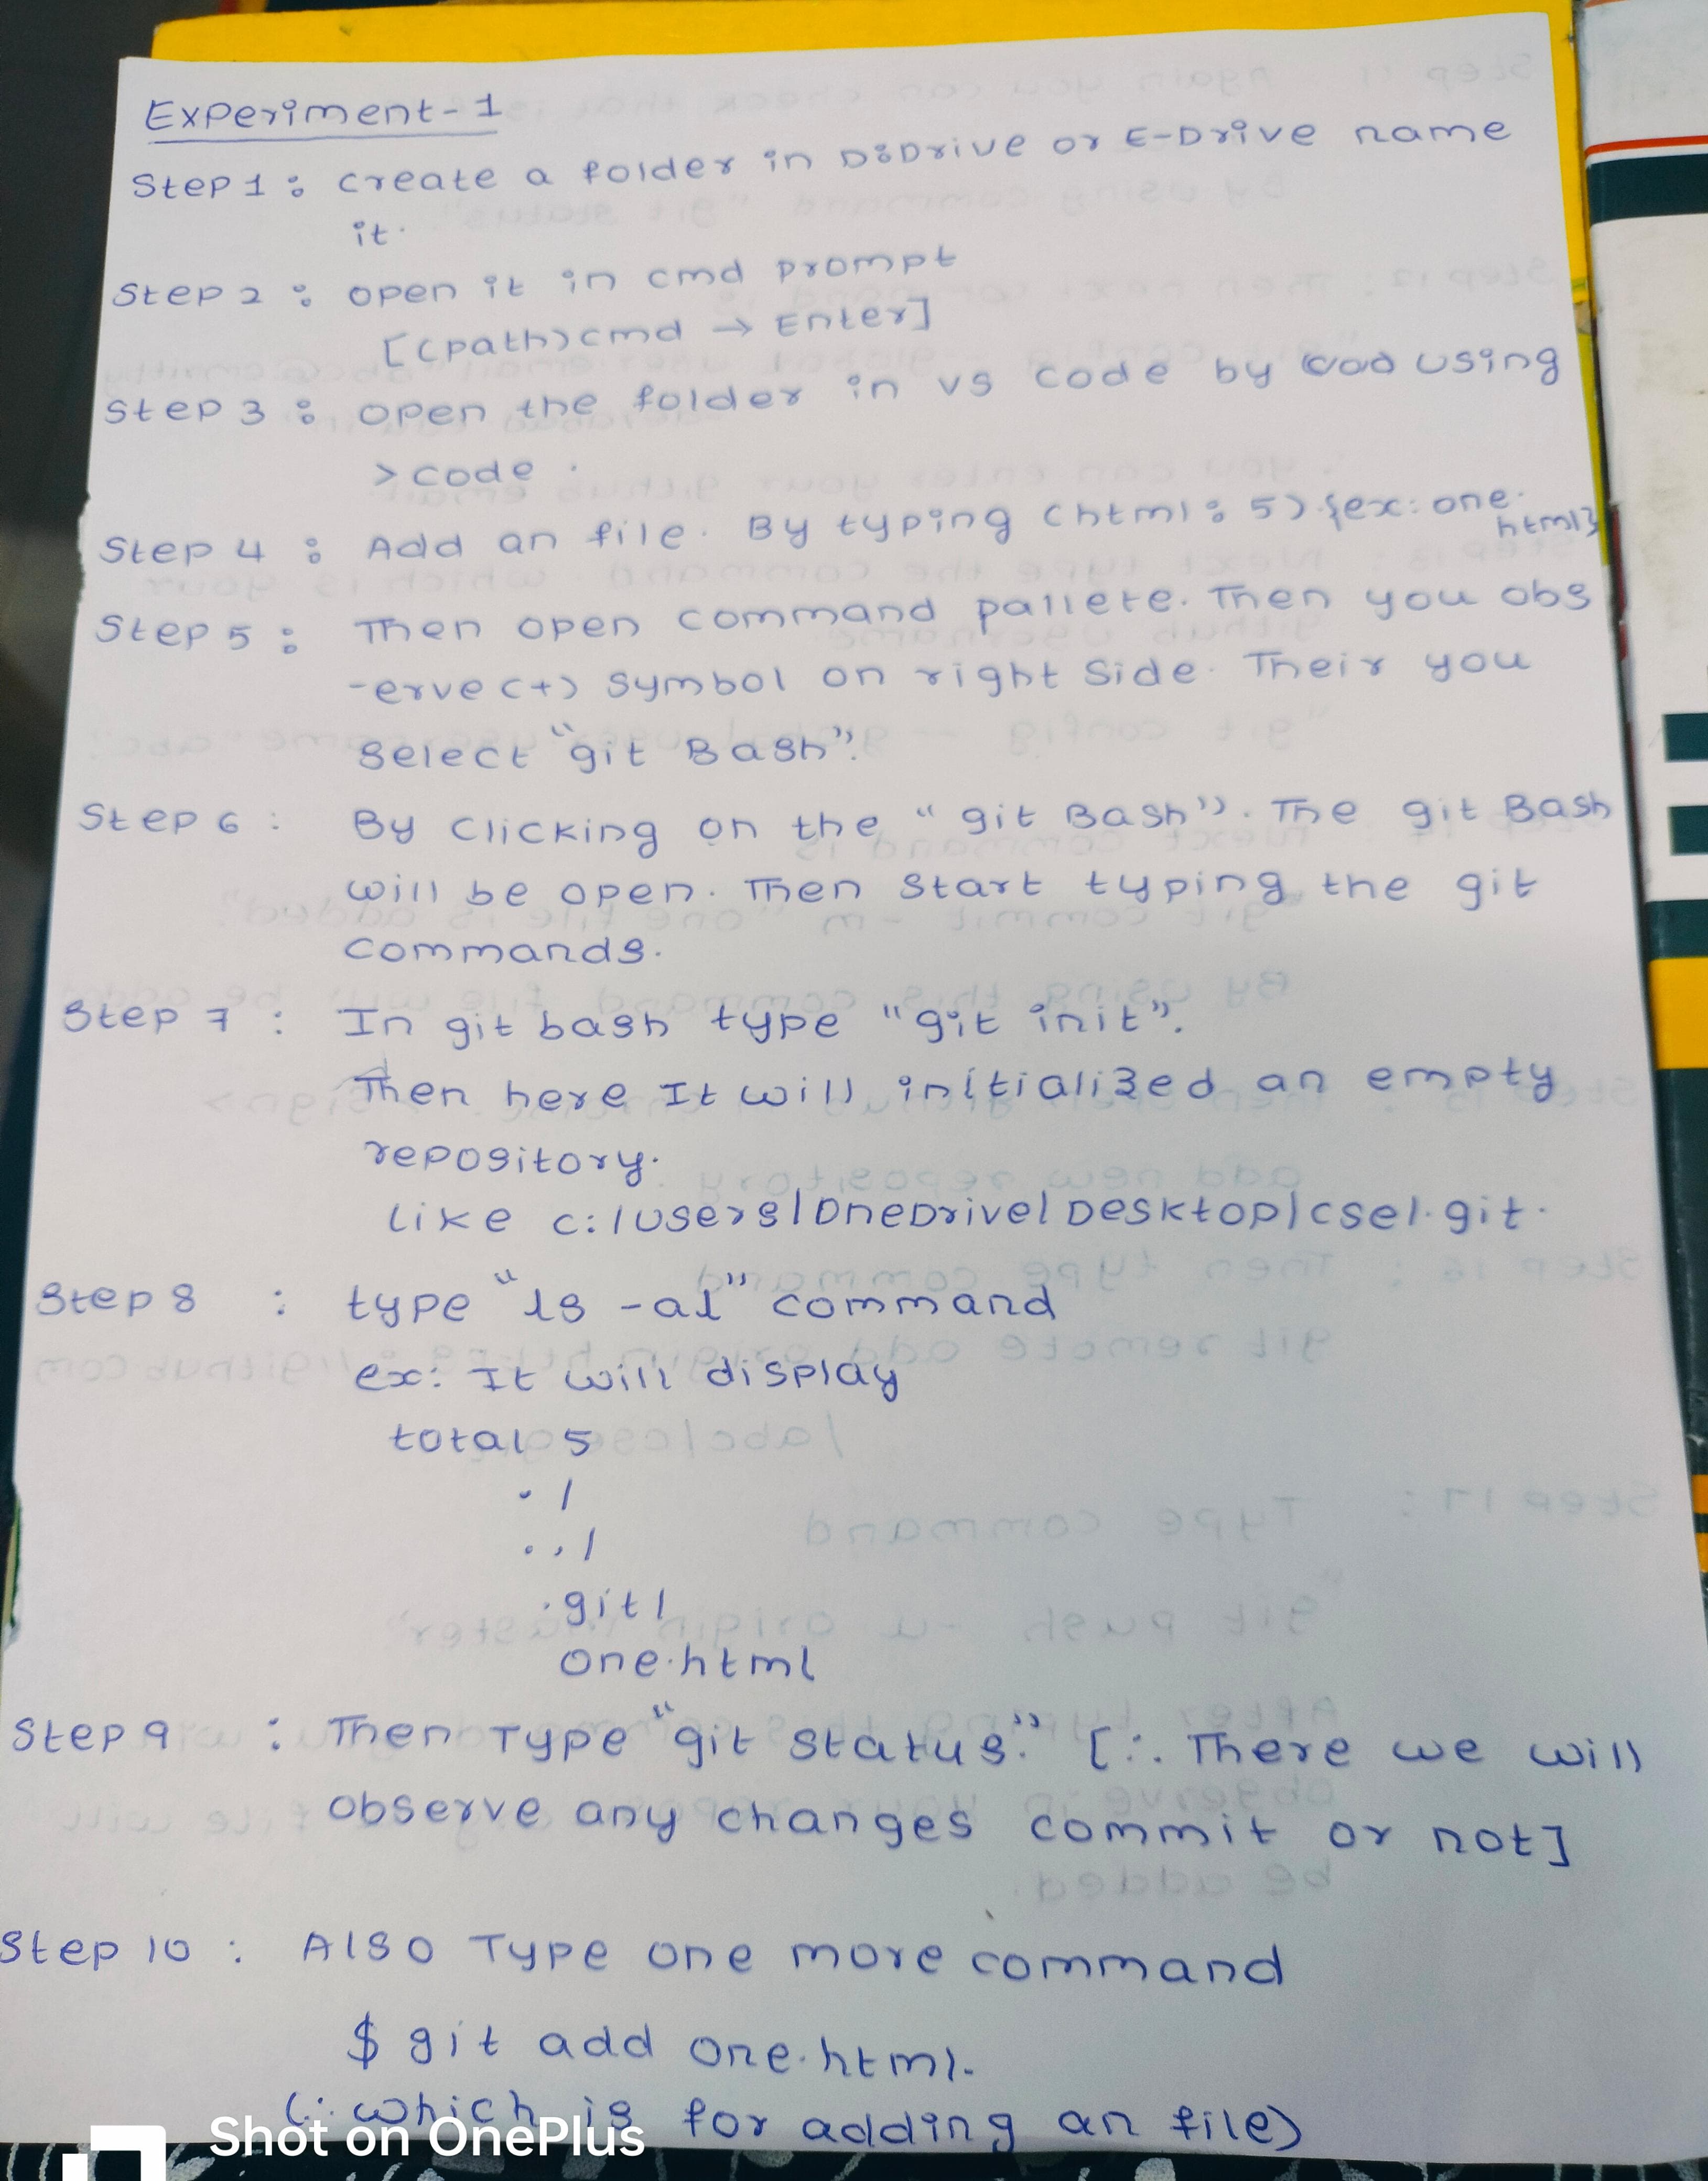 Experiment-1
Step 1 : create a folder in D:Drive or E-Drive name
it.
Step 2 : open it in cmd prompt
[(path)cmd → Enter]
Step 3 : open the folder in vs code by using
> code .
Step 4 : Add an file. By typing (html:5).{ex: one.
html}
Step 5 : Then open command pallete. Then you obs
-erve (+) symbol on right side. Their you
select "git Bash".
Step 6 : By clicking on the "git Bash". The git Bash
will be open. Then start typing the git
commands.
Step 7 : In git bash type "git init".
Then here It will initialized an empty
repository.
Like c:/users/OneDrive/Desktop/cse/.git.
Step 8 : type "ls -al" command
ex: It will display
total 5
./
../
.git/
one.html
Step 9 : Then Type "git status." [∴ There we will
observe any changes commit or not]
Step 10 : Also Type one more command
$ git add one.html.
(∴ which is for adding an file)
Shot on OnePlus